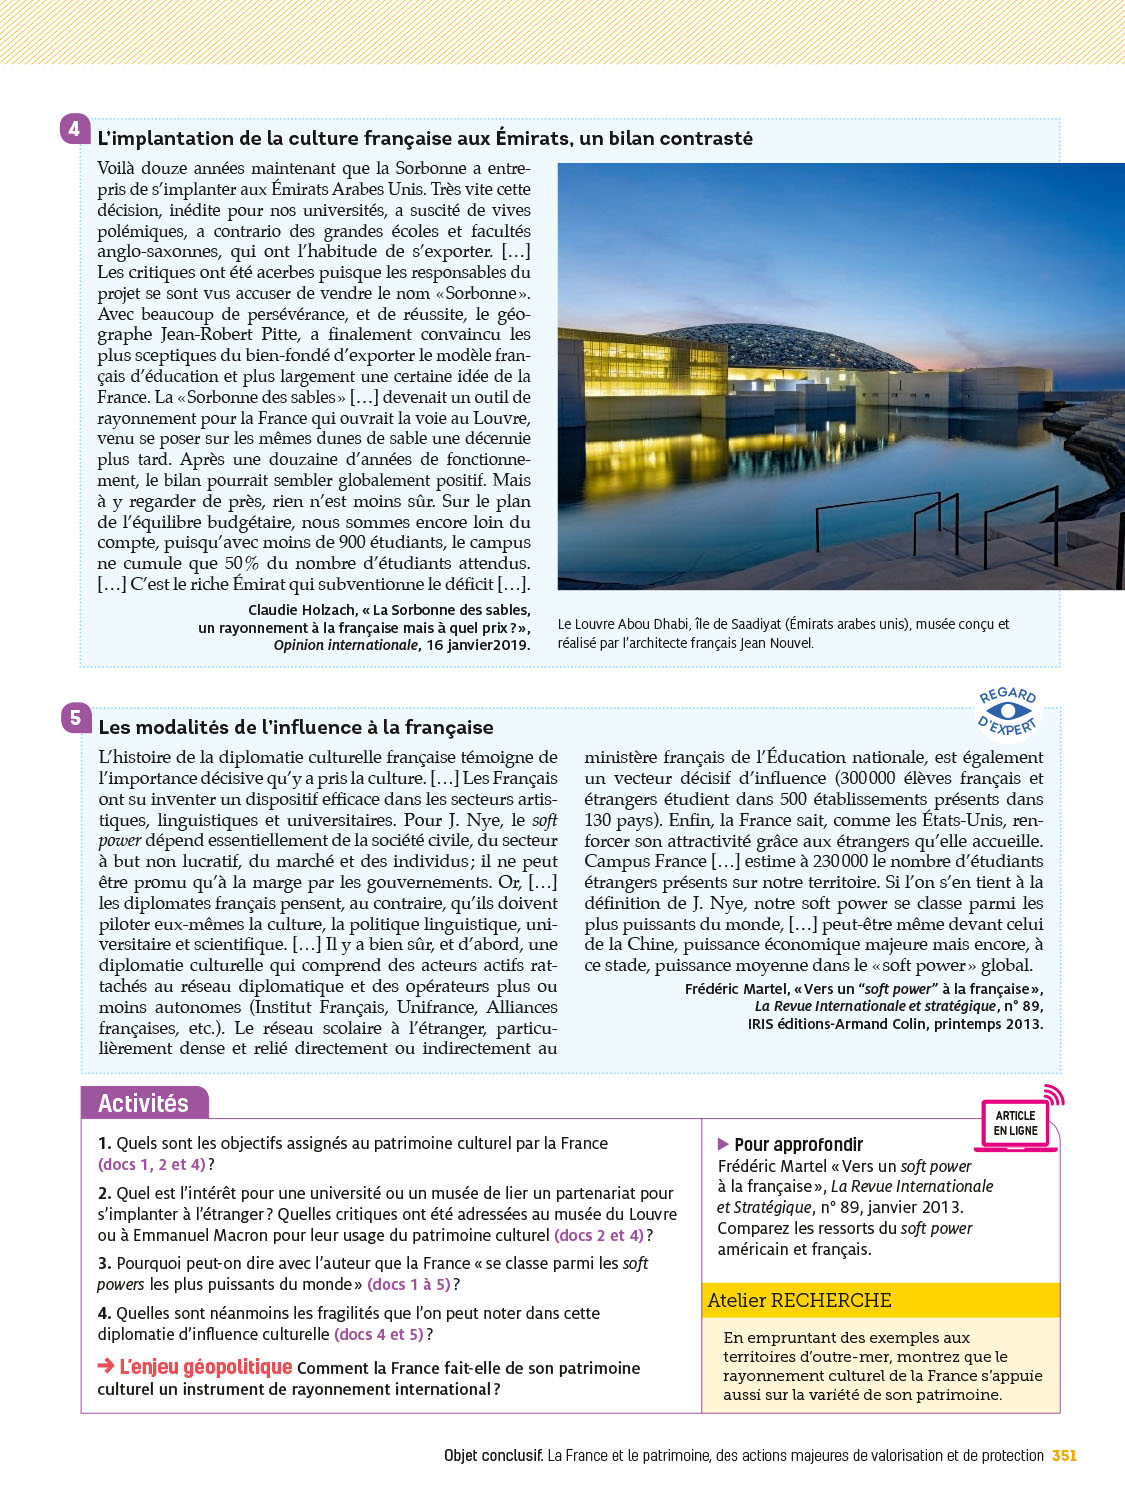 4
L’implantation de la culture française aux Émirats, un bilan contrasté
Voilà douze années maintenant que la Sorbonne a entre-
pris de s’implanter aux Émirats Arabes Unis. Très vite cette
décision, inédite pour nos universités, a suscité de vives
polémiques, a contrario des grandes écoles et facultés
anglo-saxonnes, qui ont l’habitude de s’exporter. […]
Les critiques ont été acerbes puisque les responsables du
projet se sont vus accuser de vendre le nom «Sorbonne».
Avec beaucoup de persévérance, et de réussite, le géo-
graphe Jean-Robert Pitte, a finalement convaincu les
plus sceptiques du bien-fondé d’exporter le modèle fran-
çais d’éducation et plus largement une certaine idée de la
France. La «Sorbonne des sables» […] devenait un outil de
rayonnement pour la France qui ouvrait la voie au Louvre,
venu se poser sur les mêmes dunes de sable une décennie
plus tard. Après une douzaine d’années de fonctionne-
ment, le bilan pourrait sembler globalement positif. Mais
à y regarder de près, rien n’est moins sûr. Sur le plan
de l’équilibre budgétaire, nous sommes encore loin du
compte, puisqu’avec moins de 900 étudiants, le campus
ne cumule que 50% du nombre d’étudiants attendus.
[…] C’est le riche Émirat qui subventionne le déficit […].
Claudie Holzach, « La Sorbonne des sables,
un rayonnement à la française mais à quel prix ?»,
Opinion internationale, 16 janvier2019.
Le Louvre Abou Dhabi, île de Saadiyat (Émirats arabes unis), musée conçu et
réalisé par l’architecte français Jean Nouvel.
REGARD
D’EXPERT
5
Les modalités de l’influence à la française
L’histoire de la diplomatie culturelle française témoigne de
l’importance décisive qu’y a pris la culture. […] Les Français
ont su inventer un dispositif efficace dans les secteurs artis-
tiques, linguistiques et universitaires. Pour J. Nye, le soft
power dépend essentiellement de la société civile, du secteur
à but non lucratif, du marché et des individus ; il ne peut
être promu qu’à la marge par les gouvernements. Or, […]
les diplomates français pensent, au contraire, qu’ils doivent
piloter eux-mêmes la culture, la politique linguistique, uni-
versitaire et scientifique. […] Il y a bien sûr, et d’abord, une
diplomatie culturelle qui comprend des acteurs actifs rat-
tachés au réseau diplomatique et des opérateurs plus ou
moins autonomes (Institut Français, Unifrance, Alliances
françaises, etc.). Le réseau scolaire à l’étranger, particu-
lièrement dense et relié directement ou indirectement au
ministère français de l’Éducation nationale, est également
un vecteur décisif d’influence (300000 élèves français et
étrangers étudient dans 500 établissements présents dans
130 pays). Enfin, la France sait, comme les États-Unis, ren-
forcer son attractivité grâce aux étrangers qu’elle accueille.
Campus France […] estime à 230000 le nombre d’étudiants
étrangers présents sur notre territoire. Si l’on s’en tient à la
définition de J. Nye, notre soft power se classe parmi les
plus puissants du monde, […] peut-être même devant celui
de la Chine, puissance économique majeure mais encore, à
ce stade, puissance moyenne dans le «soft power» global.
Frédéric Martel, «Vers un “soft power” à la française»,
La Revue Internationale et stratégique, n° 89,
IRIS éditions-Armand Colin, printemps 2013.
Activités
1. Quels sont les objectifs assignés au patrimoine culturel par la France
(docs 1, 2 et 4) ?
2. Quel est l’intérêt pour une université ou un musée de lier un partenariat pour
s’implanter à l’étranger ? Quelles critiques ont été adressées au musée du Louvre
ou à Emmanuel Macron pour leur usage du patrimoine culturel (docs 2 et 4) ?
3. Pourquoi peut-on dire avec l’auteur que la France « se classe parmi les soft
powers les plus puissants du monde» (docs 1 à 5) ?
4. Quelles sont néanmoins les fragilités que l’on peut noter dans cette
diplomatie d’influence culturelle (docs 4 et 5) ?
➔ L’enjeu géopolitique Comment la France fait-elle de son patrimoine
culturel un instrument de rayonnement international ?
ARTICLE
EN LIGNE
▶ Pour approfondir
Frédéric Martel «Vers un soft power
à la française», La Revue Internationale
et Stratégique, n° 89, janvier 2013.
Comparez les ressorts du soft power
américain et français.
Atelier RECHERCHE
En empruntant des exemples aux
territoires d’outre-mer, montrez que le
rayonnement culturel de la France s’appuie
aussi sur la variété de son patrimoine.
Objet conclusif. La France et le patrimoine, des actions majeures de valorisation et de protection 351